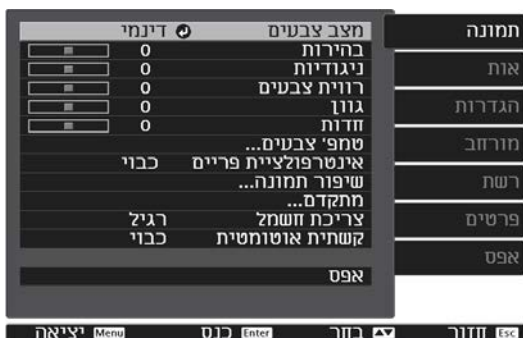 תמונה
אות
הגדרות
מורחב
רשת
פרטים
אפס
מצב צבעים דינמי
בהירות 0
ניגודיות 0
רווית צבעים 0
גוון 0
חדות 0
טמפ' צבעים...
אינטרפולציית פריים כבוי
שיפור תמונה...
מתקדם...
צריכת חשמל רגיל
קשתית אוטומטית כבוי
אפס
Esc חזור בחר Enter כנס Menu יציאה